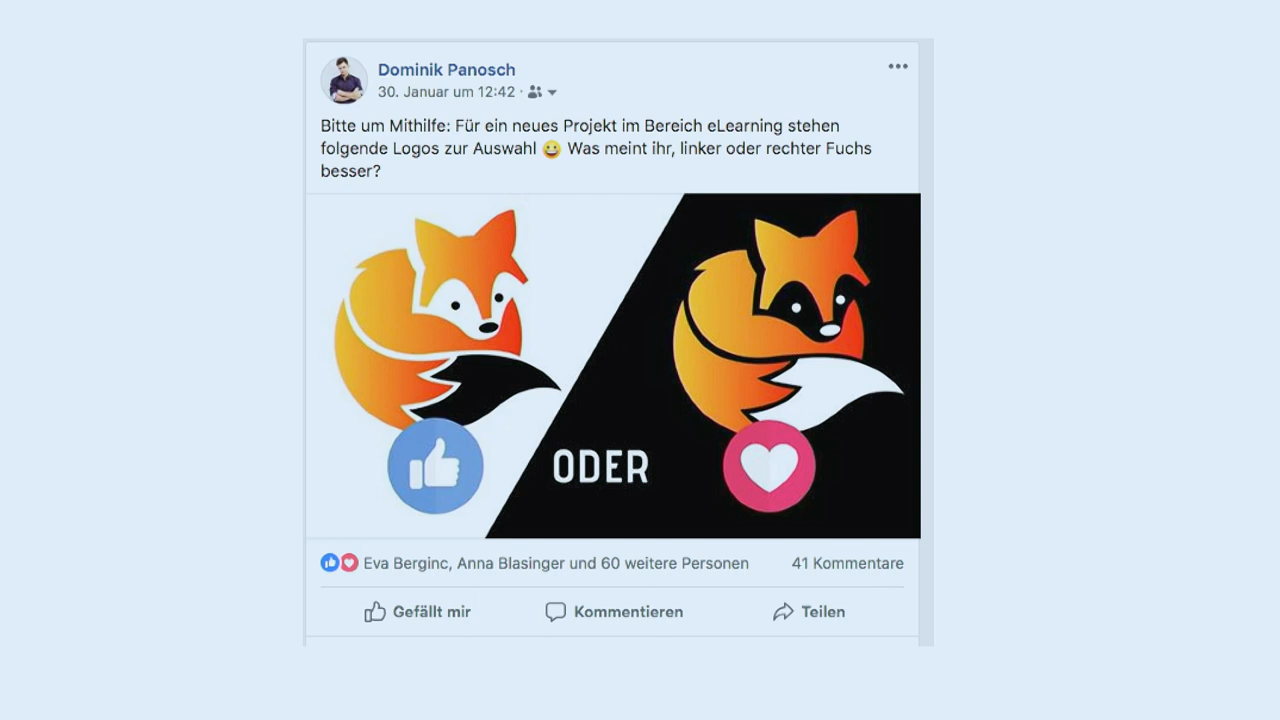 Dominik Panosch
30. Januar um 12:42 ·
Bitte um Mithilfe: Für ein neues Projekt im Bereich eLearning stehen
folgende Logos zur Auswahl 😀 Was meint ihr, linker oder rechter Fuchs
besser?
ODER
Eva Berginc, Anna Blasinger und 60 weitere Personen 41 Kommentare
Gefällt mir Kommentieren Teilen